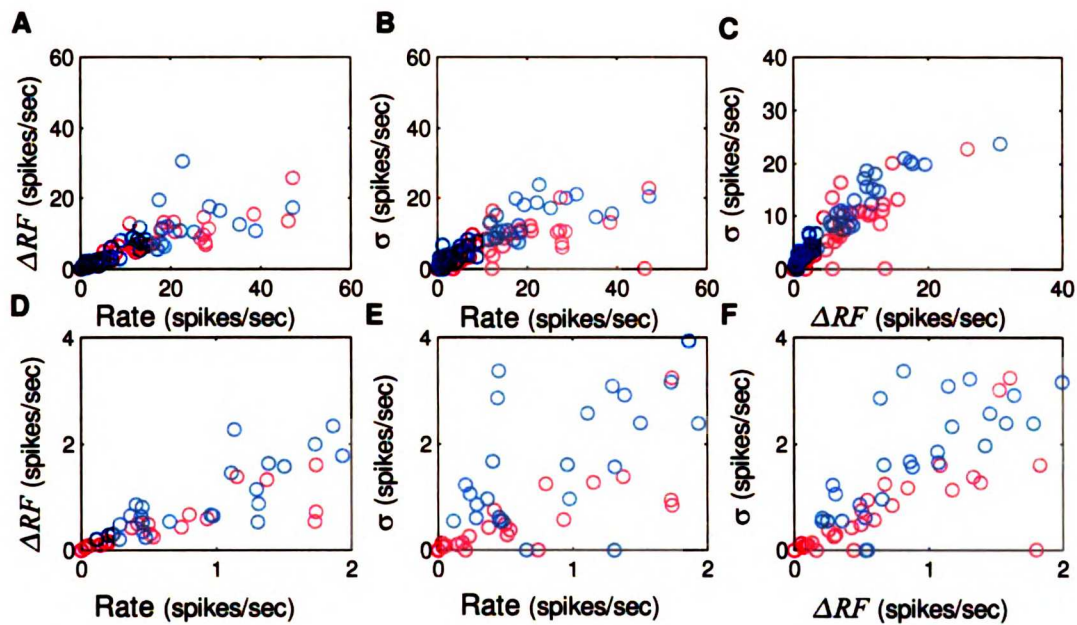 A
B
C
60
40
20
0
ΔRF (spikes/sec)
0 20 40 60
Rate (spikes/sec)
60
40
20
0
σ (spikes/sec)
0 20 40 60
Rate (spikes/sec)
40
30
20
10
0
σ (spikes/sec)
0 20 40
ΔRF (spikes/sec)
D
E
F
4
2
0
ΔRF (spikes/sec)
0 1 2
Rate (spikes/sec)
4
2
0
σ (spikes/sec)
0 1 2
Rate (spikes/sec)
4
2
0
σ (spikes/sec)
0 1 2
ΔRF (spikes/sec)